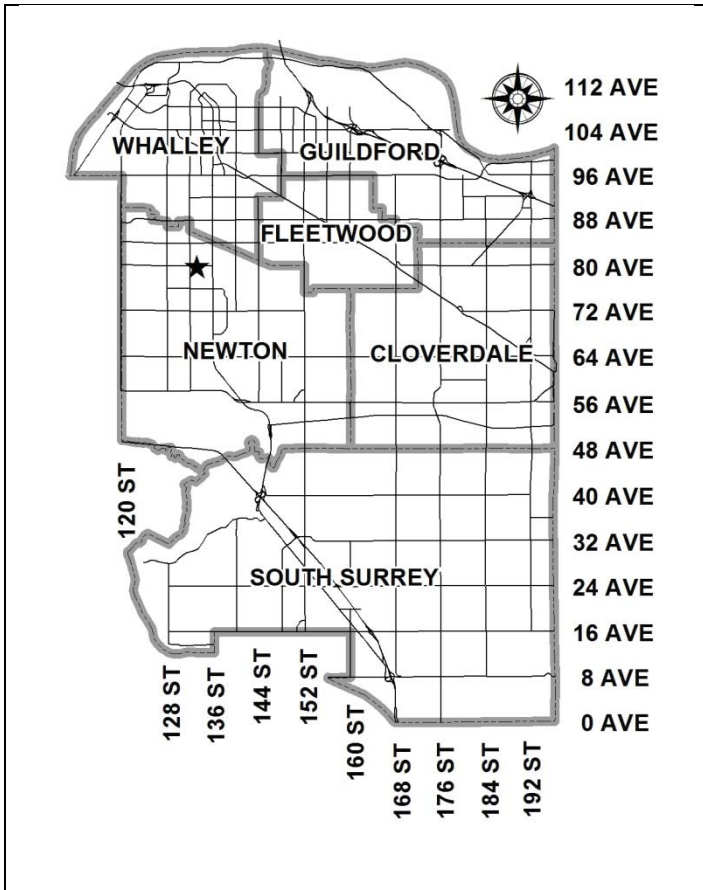 112 AVE
104 AVE
WHALLEY
GUILDFORD
96 AVE
88 AVE
FLEETWOOD
80 AVE
72 AVE
NEWTON
CLOVERDALE
64 AVE
56 AVE
48 AVE
120 ST
40 AVE
32 AVE
SOUTH SURREY
24 AVE
16 AVE
8 AVE
0 AVE
128 ST
136 ST
144 ST
152 ST
160 ST
168 ST
176 ST
184 ST
192 ST